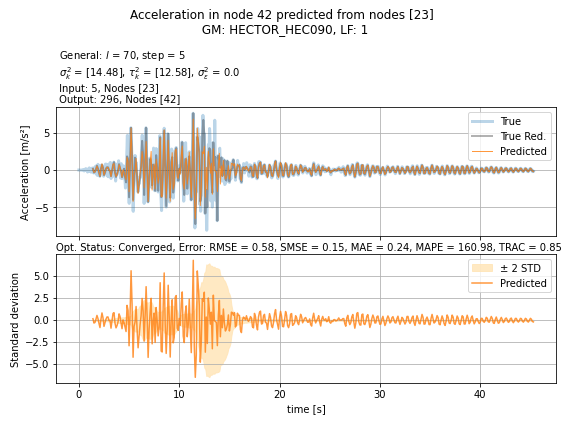 Acceleration in node 42 predicted from nodes [23]
GM: HECTOR_HEC090, LF: 1
General: l = 70, step = 5
σ²ₖ = [14.48], τ²ₖ = [12.58], σ²ₑ = 0.0
Input: 5, Nodes [23]
Output: 296, Nodes [42]
Acceleration [m/s²]
5
0
−5
True
True Red.
Predicted
Opt. Status: Converged, Error: RMSE = 0.58, SMSE = 0.15, MAE = 0.24, MAPE = 160.98, TRAC = 0.85
Standard deviation
5.0
2.5
0.0
−2.5
−5.0
± 2 STD
Predicted
0
10
20
30
40
time [s]